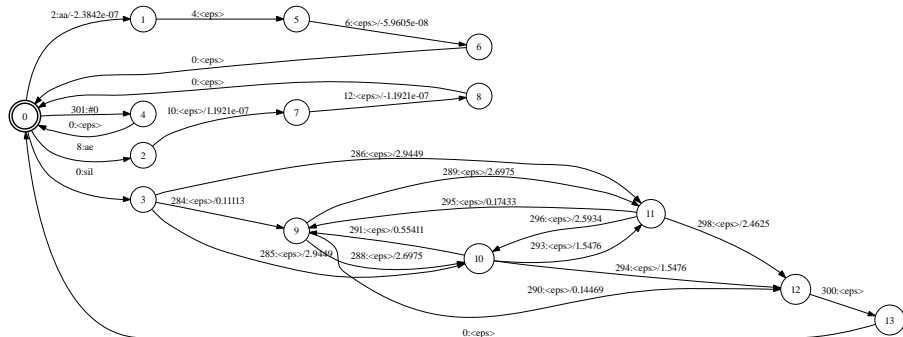 2:aa/-2.3842e-07
1
4:<eps>
5
6:<eps>/-5.9605e-08
6
0:<eps>
0:<eps>
0
301:#0
4
0:<eps>
10:<eps>/1.1921e-07
7
12:<eps>/-1.1921e-07
8
8:ae
2
0:sil
3
286:<eps>/2.9449
289:<eps>/2.6975
284:<eps>/0.11113
295:<eps>/0.17433
11
9
296:<eps>/2.5934
298:<eps>/2.4625
291:<eps>/0.55411
293:<eps>/1.5476
285:<eps>/2.9449
288:<eps>/2.6975
10
294:<eps>/1.5476
290:<eps>/0.14469
12
300:<eps>
13
0:<eps>